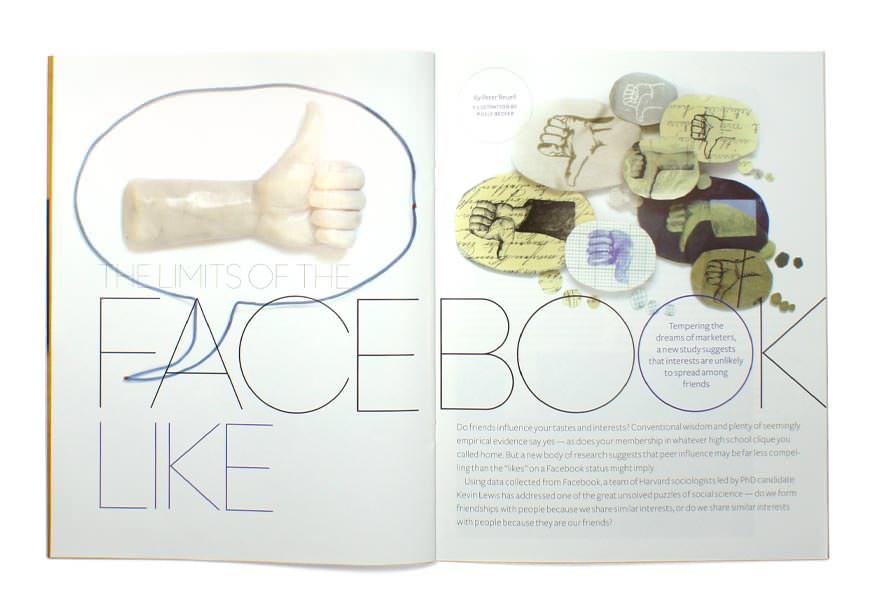 THE LIMITS OF THE
FACEBOOK
LIKE
By Peter Reuell
ILLUSTRATION BY
Tempering the
dreams of marketers,
a new study suggests
that interests are unlikely
to spread among
friends
Do friends influence your tastes and interests? Conventional wisdom and plenty of seemingly
empirical evidence say yes — as does your membership in whatever high school clique you
called home. But a new body of research suggests that peer influence may be far less compel-
ling than the “likes” on a Facebook status might imply.
Using data collected from Facebook, a team of Harvard sociologists led by PhD candidate
Kevin Lewis has addressed one of the great unsolved puzzles of social science — do we form
friendships with people because we share similar interests, or do we share similar interests
with people because they are our friends?